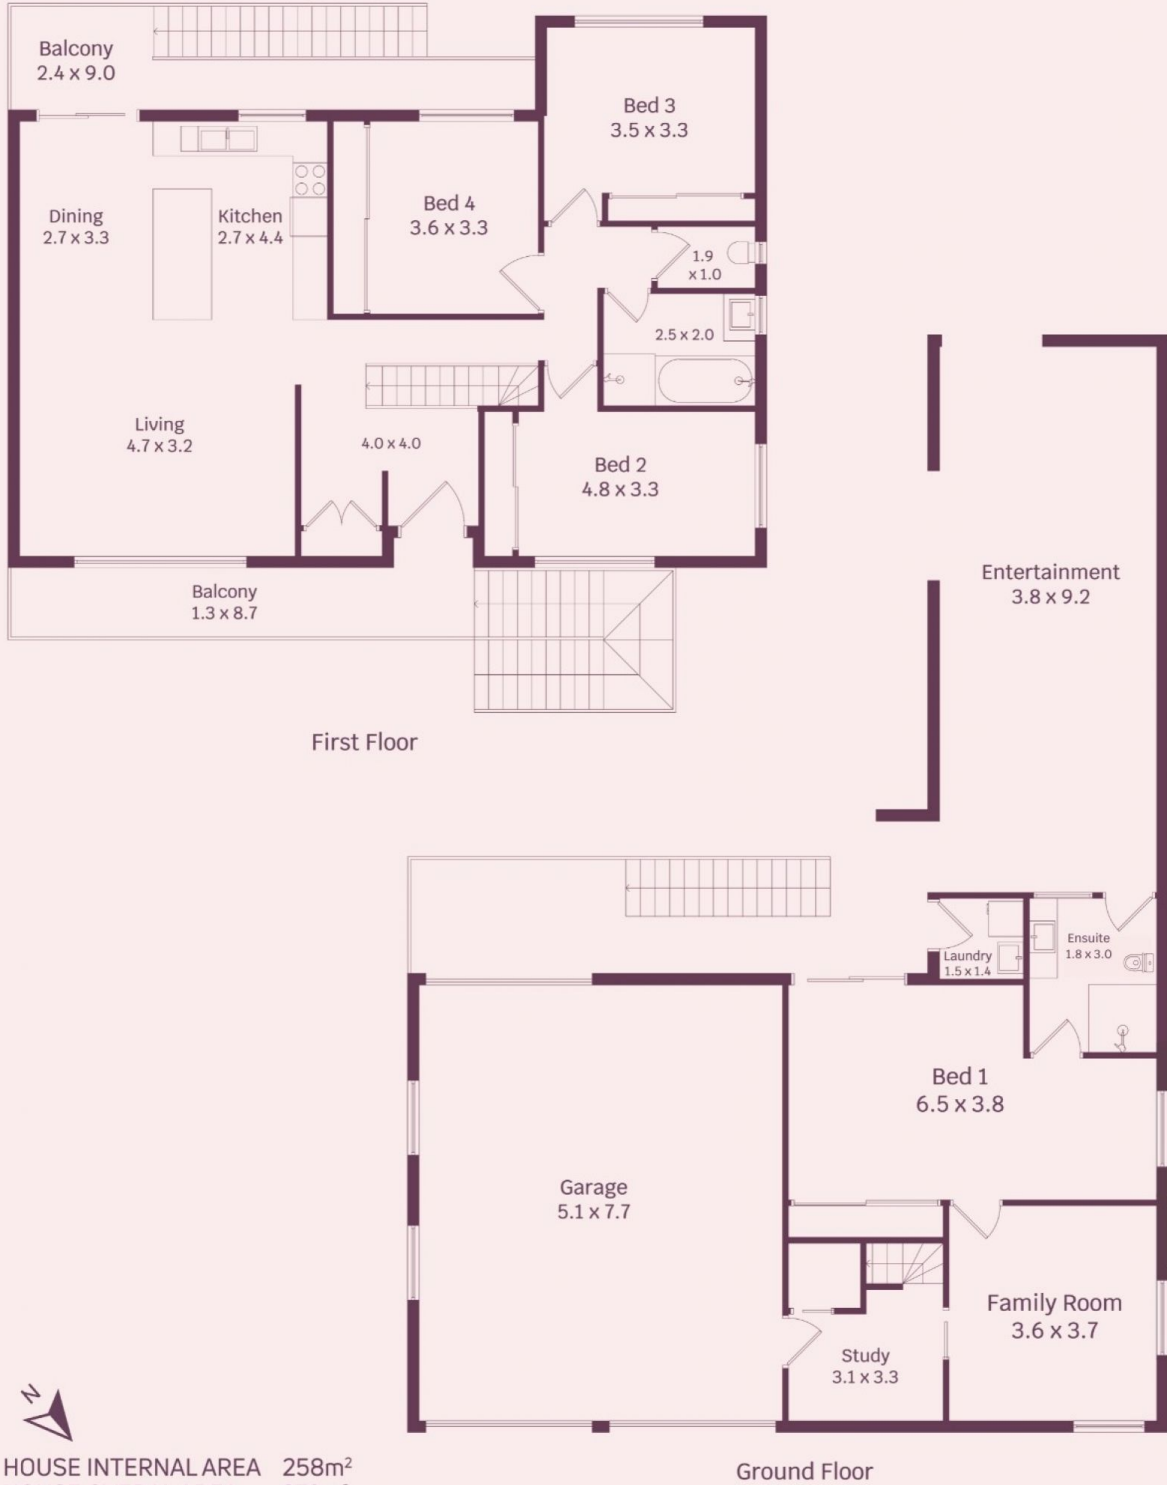 Balcony
2.4 x 9.0
Bed 3
3.5 x 3.3
Dining
2.7 x 3.3
Kitchen
2.7 x 4.4
Bed 4
3.6 x 3.3
1.9
x 1.0
2.5 x 2.0
Living
4.7 x 3.2
4.0 x 4.0
Bed 2
4.8 x 3.3
Balcony
1.3 x 8.7
First Floor
Entertainment
3.8 x 9.2
Laundry
1.5 x 1.4
Ensuite
1.8 x 3.0
Bed 1
6.5 x 3.8
Garage
5.1 x 7.7
Family Room
3.6 x 3.7
Study
3.1 x 3.3
N
HOUSE INTERNAL AREA 258m²
Ground Floor